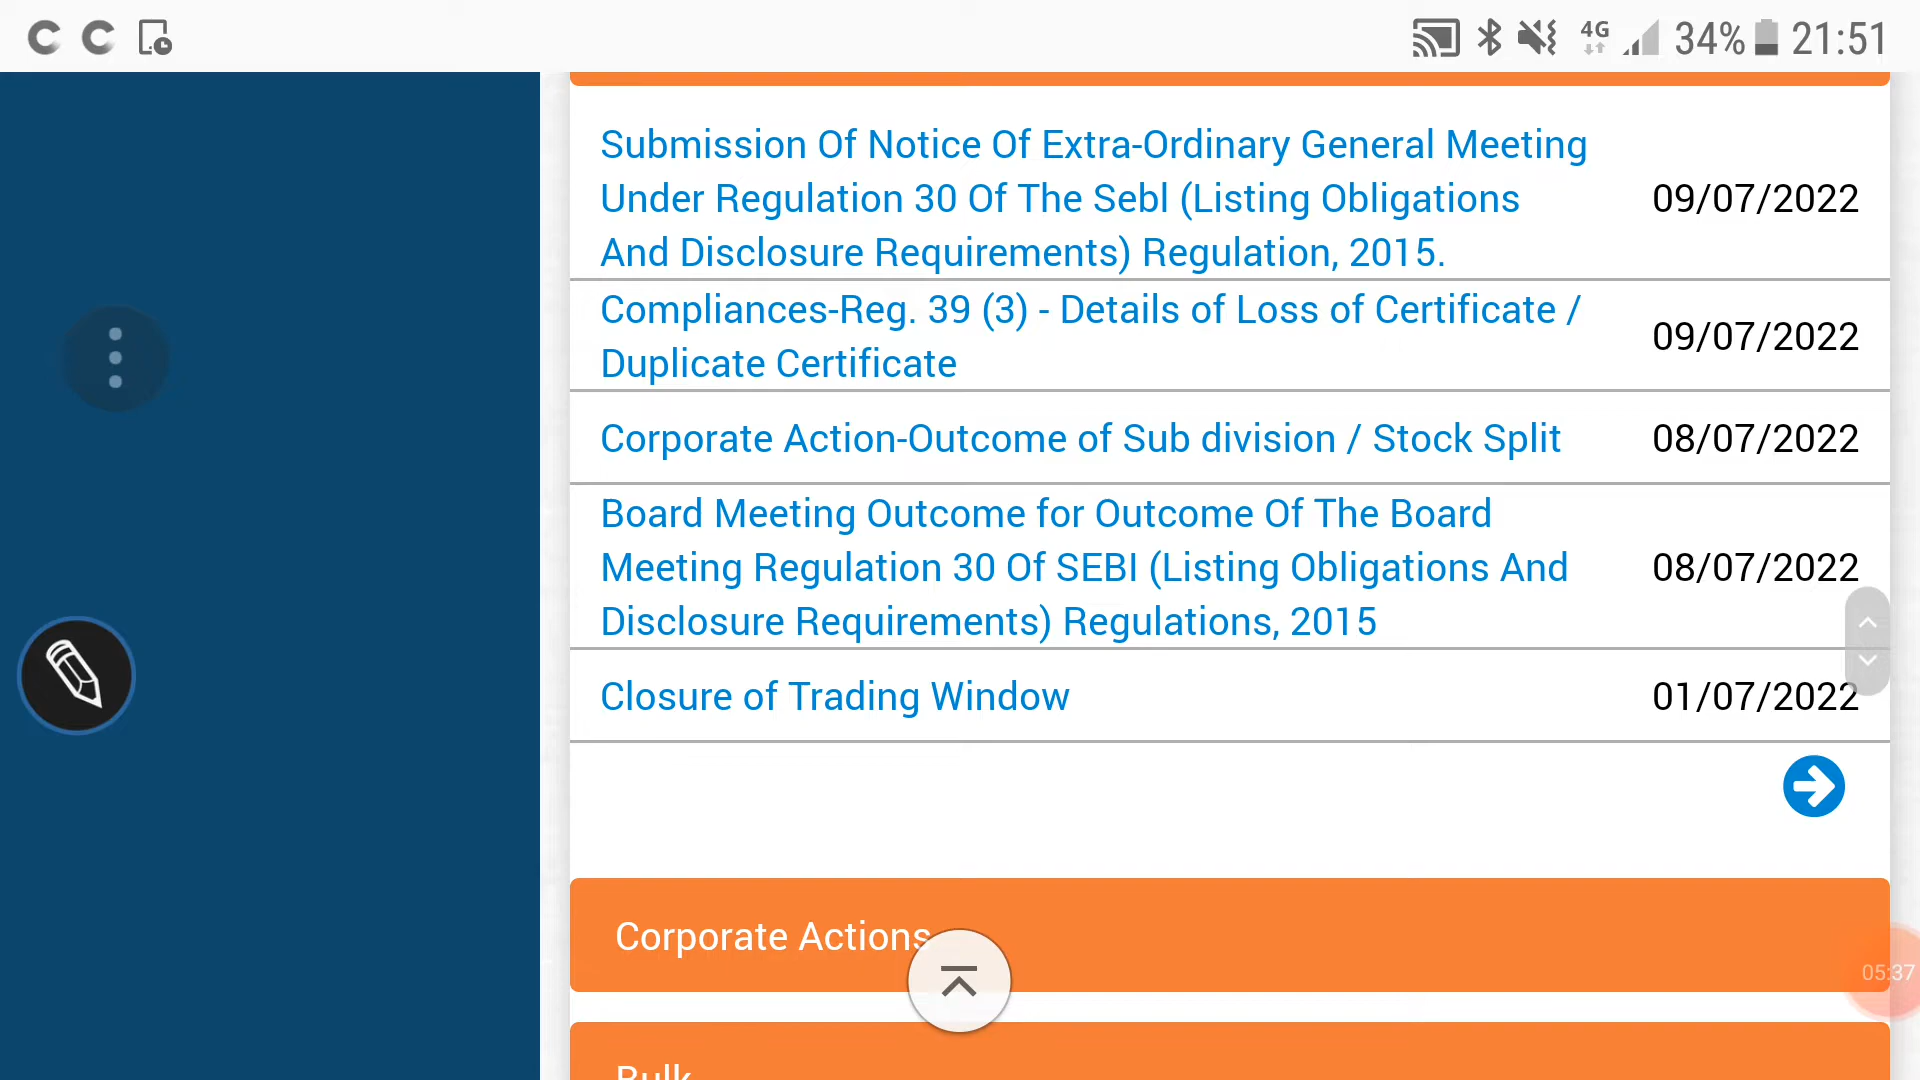 4G 34% 21:51
Submission Of Notice Of Extra-Ordinary General Meeting
Under Regulation 30 Of The Sebl (Listing Obligations
And Disclosure Requirements) Regulation, 2015.
09/07/2022
Compliances-Reg. 39 (3) - Details of Loss of Certificate /
Duplicate Certificate
09/07/2022
Corporate Action-Outcome of Sub division / Stock Split
08/07/2022
Board Meeting Outcome for Outcome Of The Board
Meeting Regulation 30 Of SEBI (Listing Obligations And
Disclosure Requirements) Regulations, 2015
08/07/2022
Closure of Trading Window
01/07/2022
Corporate Actions
05:37
Bulk